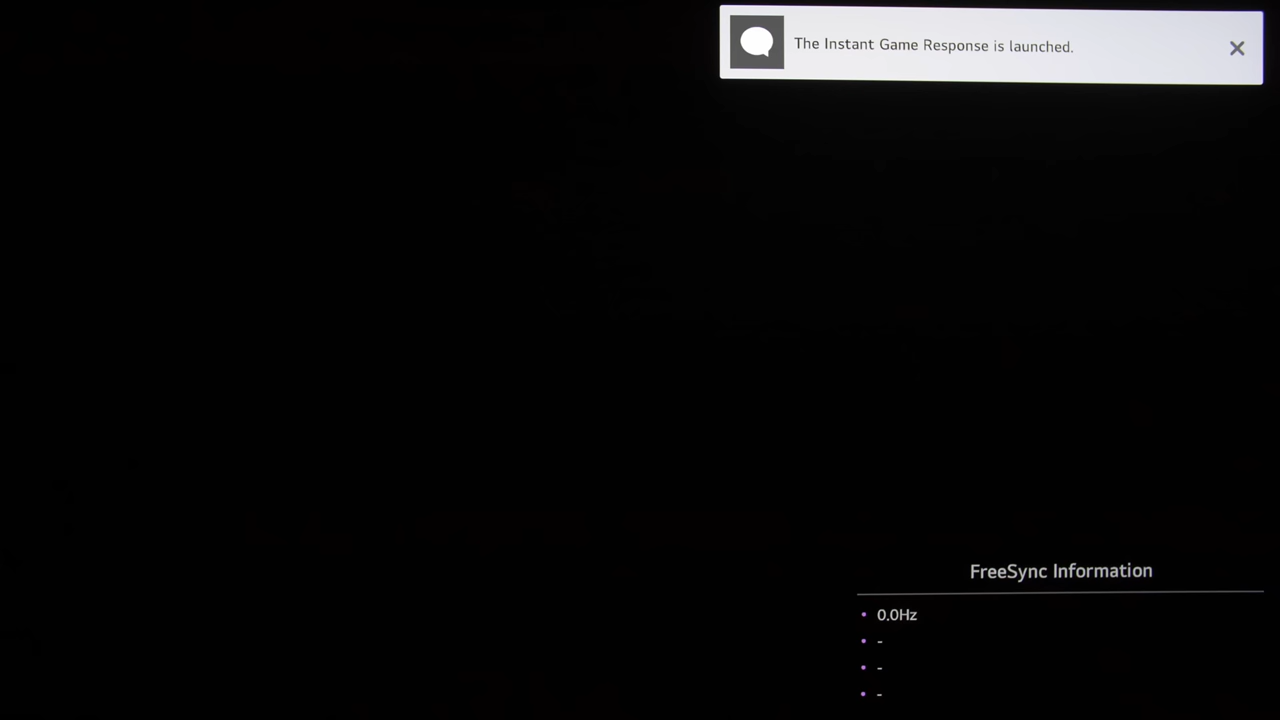 The Instant Game Response is launched.
FreeSync Information
• 0.0Hz
• -
• -
• -